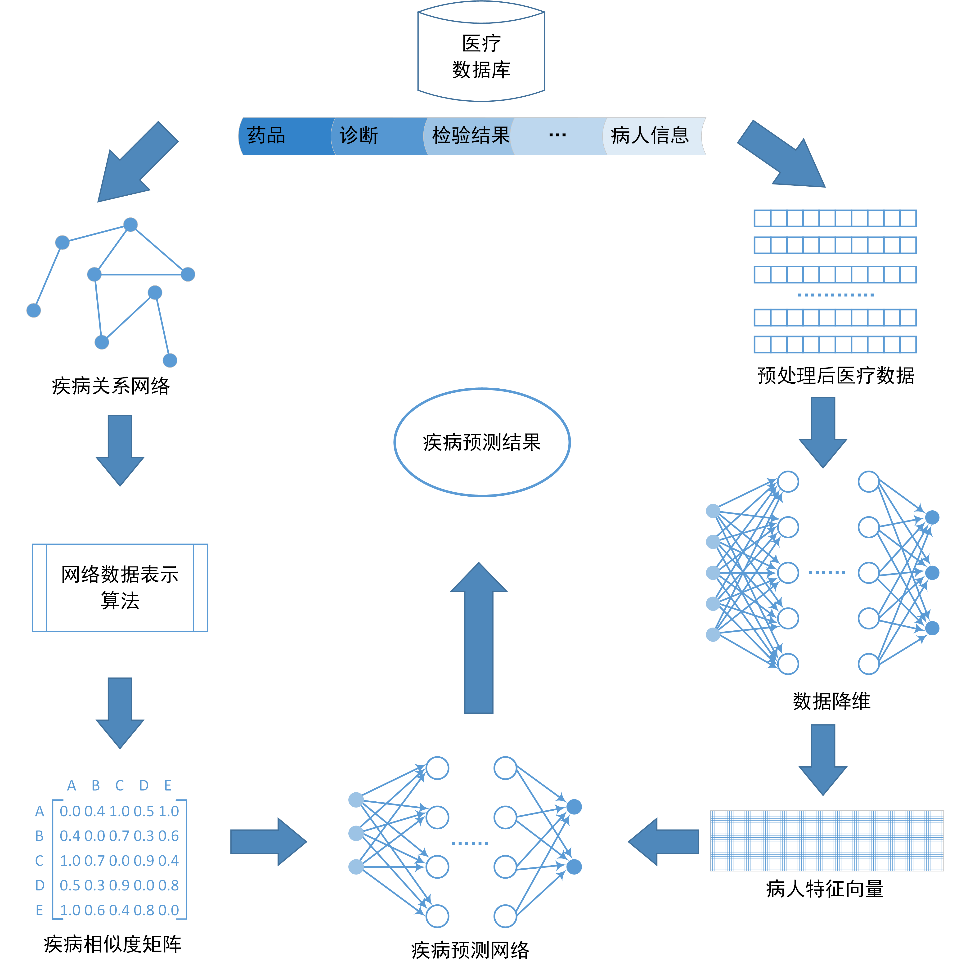 医疗
数据库
药品 诊断 检验结果 ... 病人信息
疾病关系网络
预处理后医疗数据
疾病预测结果
网络数据表示
算法
数据降维
A B C D E
A 0.0 0.4 1.0 0.5 1.0
B 0.4 0.0 0.7 0.3 0.6
C 1.0 0.7 0.0 0.9 0.4
D 0.5 0.3 0.9 0.0 0.8
E 1.0 0.6 0.4 0.8 0.0
疾病相似度矩阵
疾病预测网络
病人特征向量